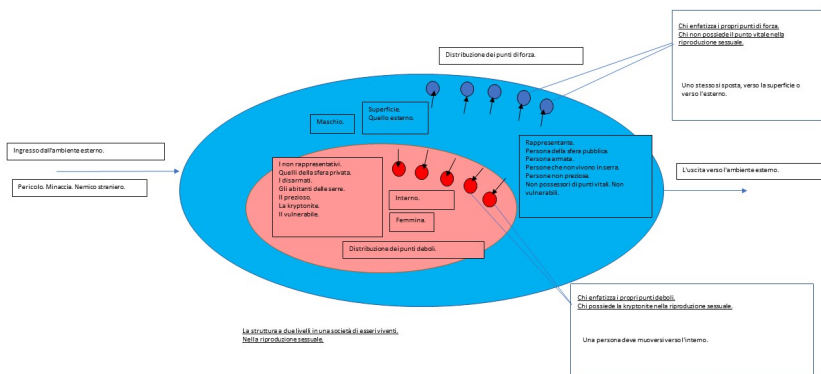 Chi enfatizza i propri punti di forza.
Chi non possiede il punto vitale nella
riproduzione sessuale.
Uno stesso si sposta, verso la superficie o
verso l'esterno.
Distribuzione dei punti di forza.
Superficie.
Quello esterno.
Maschio.
Ingresso dall'ambiente esterno.
Pericolo. Minaccia. Nemico straniero.
Rappresentante.
Persona della sfera pubblica.
Persona armata.
Persone che non vivono in serra.
Persone non preziose.
Non possessori di punti vitali. Non
vulnerabili.
L'uscita verso l'ambiente esterno.
I non rappresentativi.
Quelli della sfera privata.
I disarmati.
Gli abitanti delle serre.
Il prezioso.
La kryptonite.
Il vulnerabile.
Interno.
Femmina.
Distribuzione dei punti deboli.
La struttura a due livelli in una società di esseri viventi.
Nella riproduzione sessuale.
Chi enfatizza i propri punti deboli.
Chi possiede la kryptonite nella riproduzione sessuale.
Una persona deve muoversi verso l'interno.